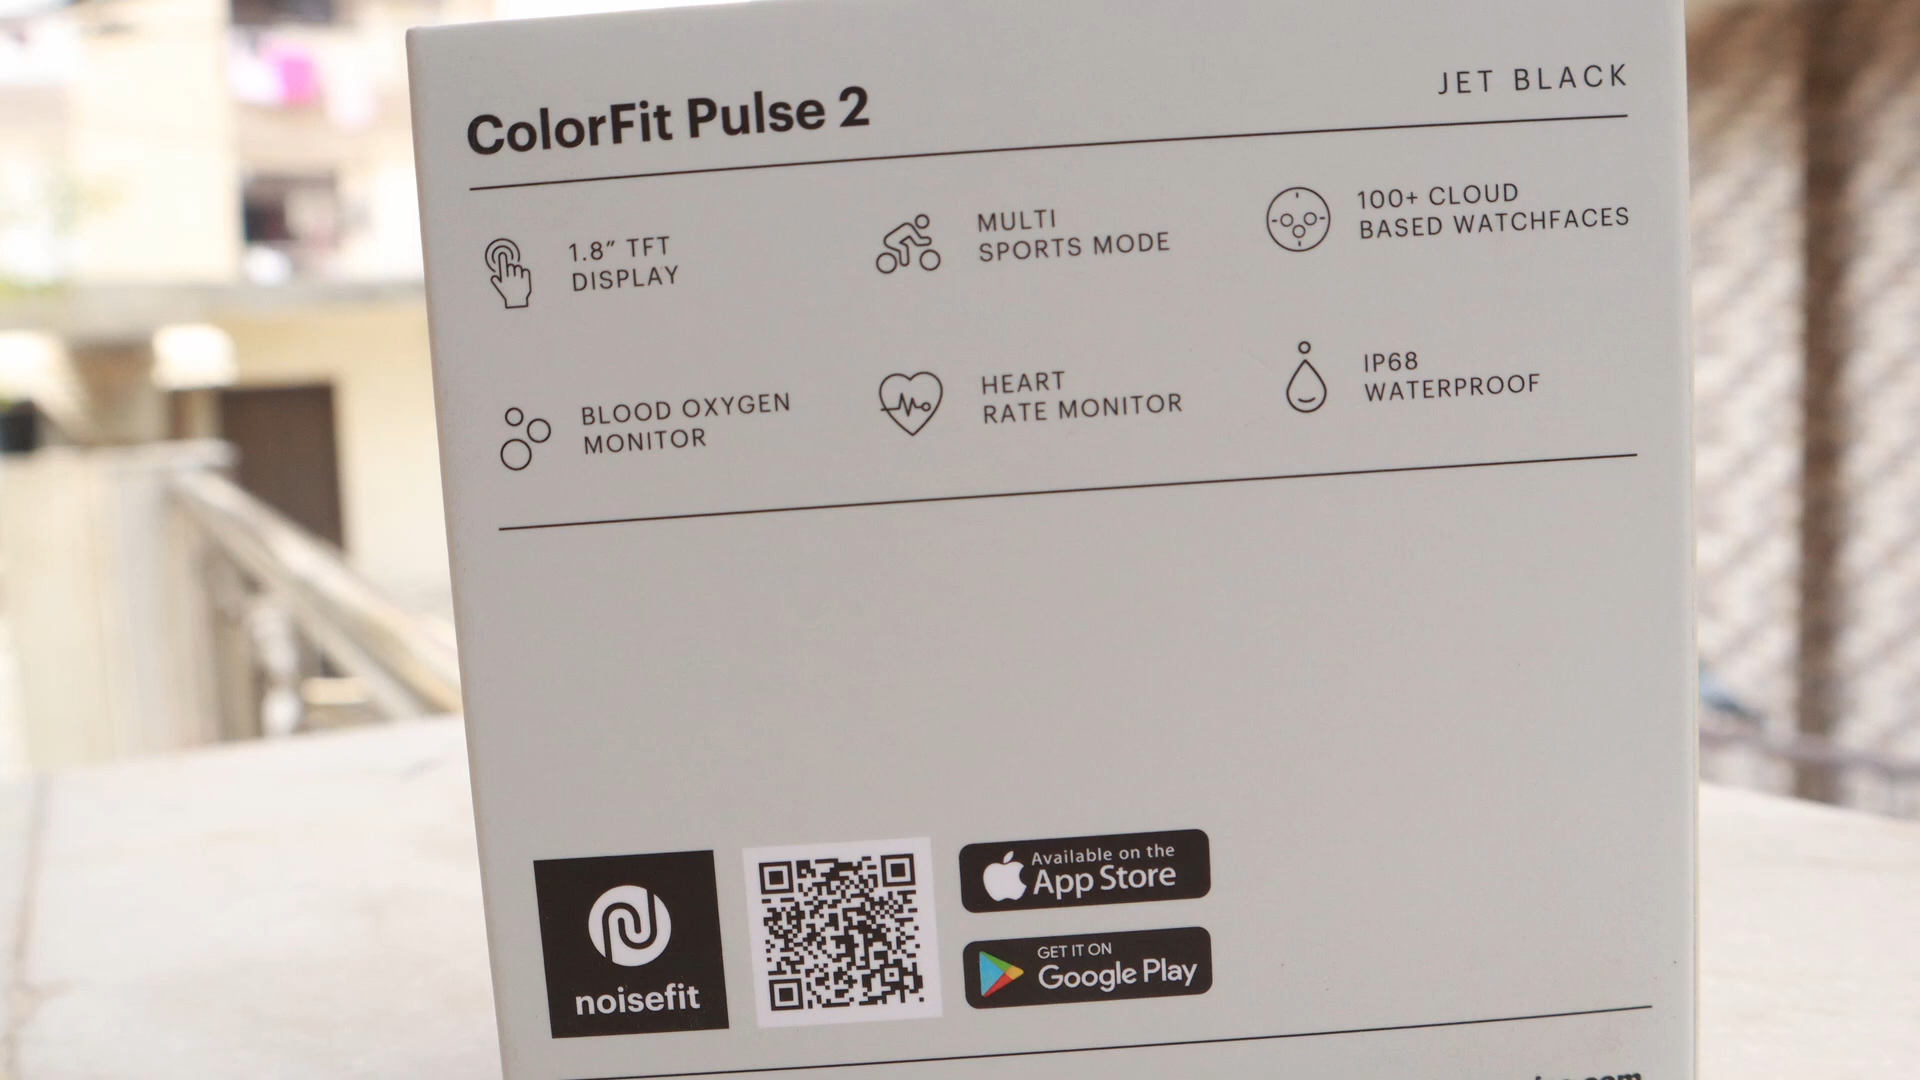 ColorFit Pulse 2
JET BLACK
1.8” TFT
DISPLAY
MULTI
SPORTS MODE
100+ CLOUD
BASED WATCHFACES
BLOOD OXYGEN
MONITOR
HEART
RATE MONITOR
IP68
WATERPROOF
noisefit
Available on the
App Store
GET IT ON
Google Play